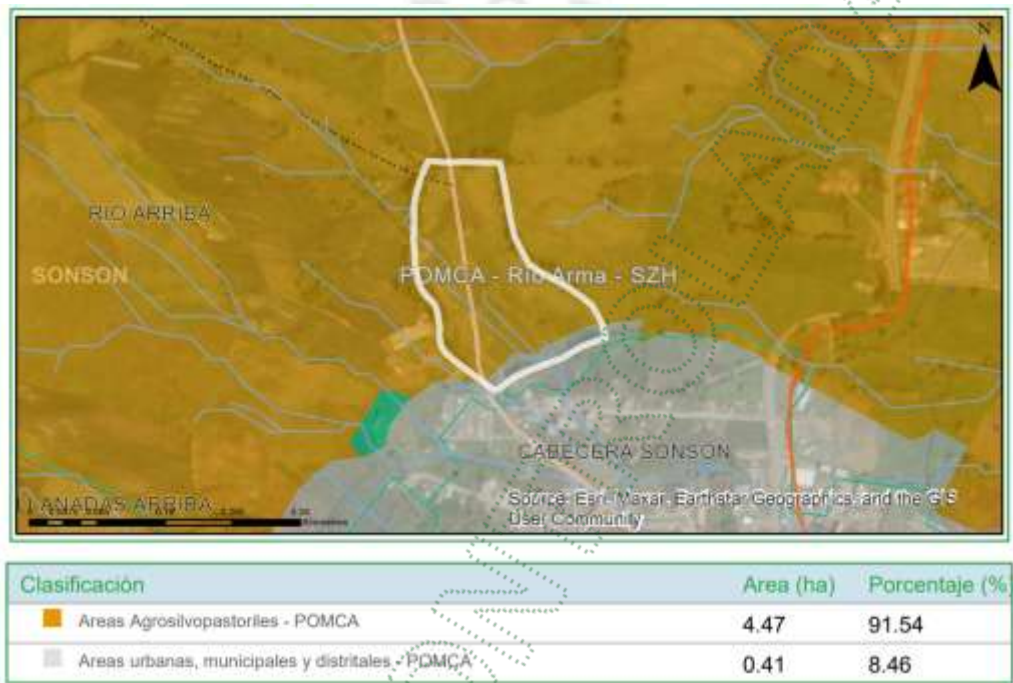 N
RIO ARRIBA
SONSON
POMCA - Rio Arma - SZH
CABECERA SONSON
LLANADAS ARRIBA
Source: Esri, Maxar, Earthstar Geographics, and the GIS
User Community
Clasificación Area (ha) Porcentaje (%)
Areas Agrosilvopastoriles - POMCA 4.47 91.54
Areas urbanas, municipales y distritales - POMCA 0.41 8.46